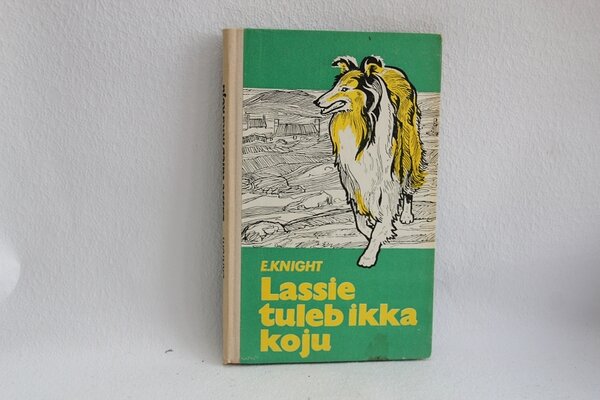 E.KNIGHT
Lassie
tuleb ikka
koju